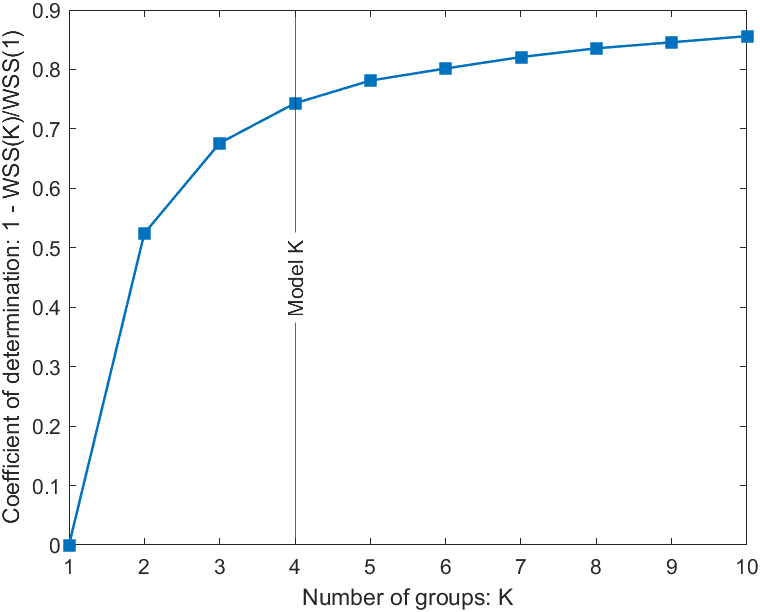 Coefficient of determination: 1 - WSS(K)/WSS(1)
0.9
0.8
0.7
0.6
0.5
0.4
0.3
0.2
0.1
0
Model K
1 2 3 4 5 6 7 8 9 10
Number of groups: K